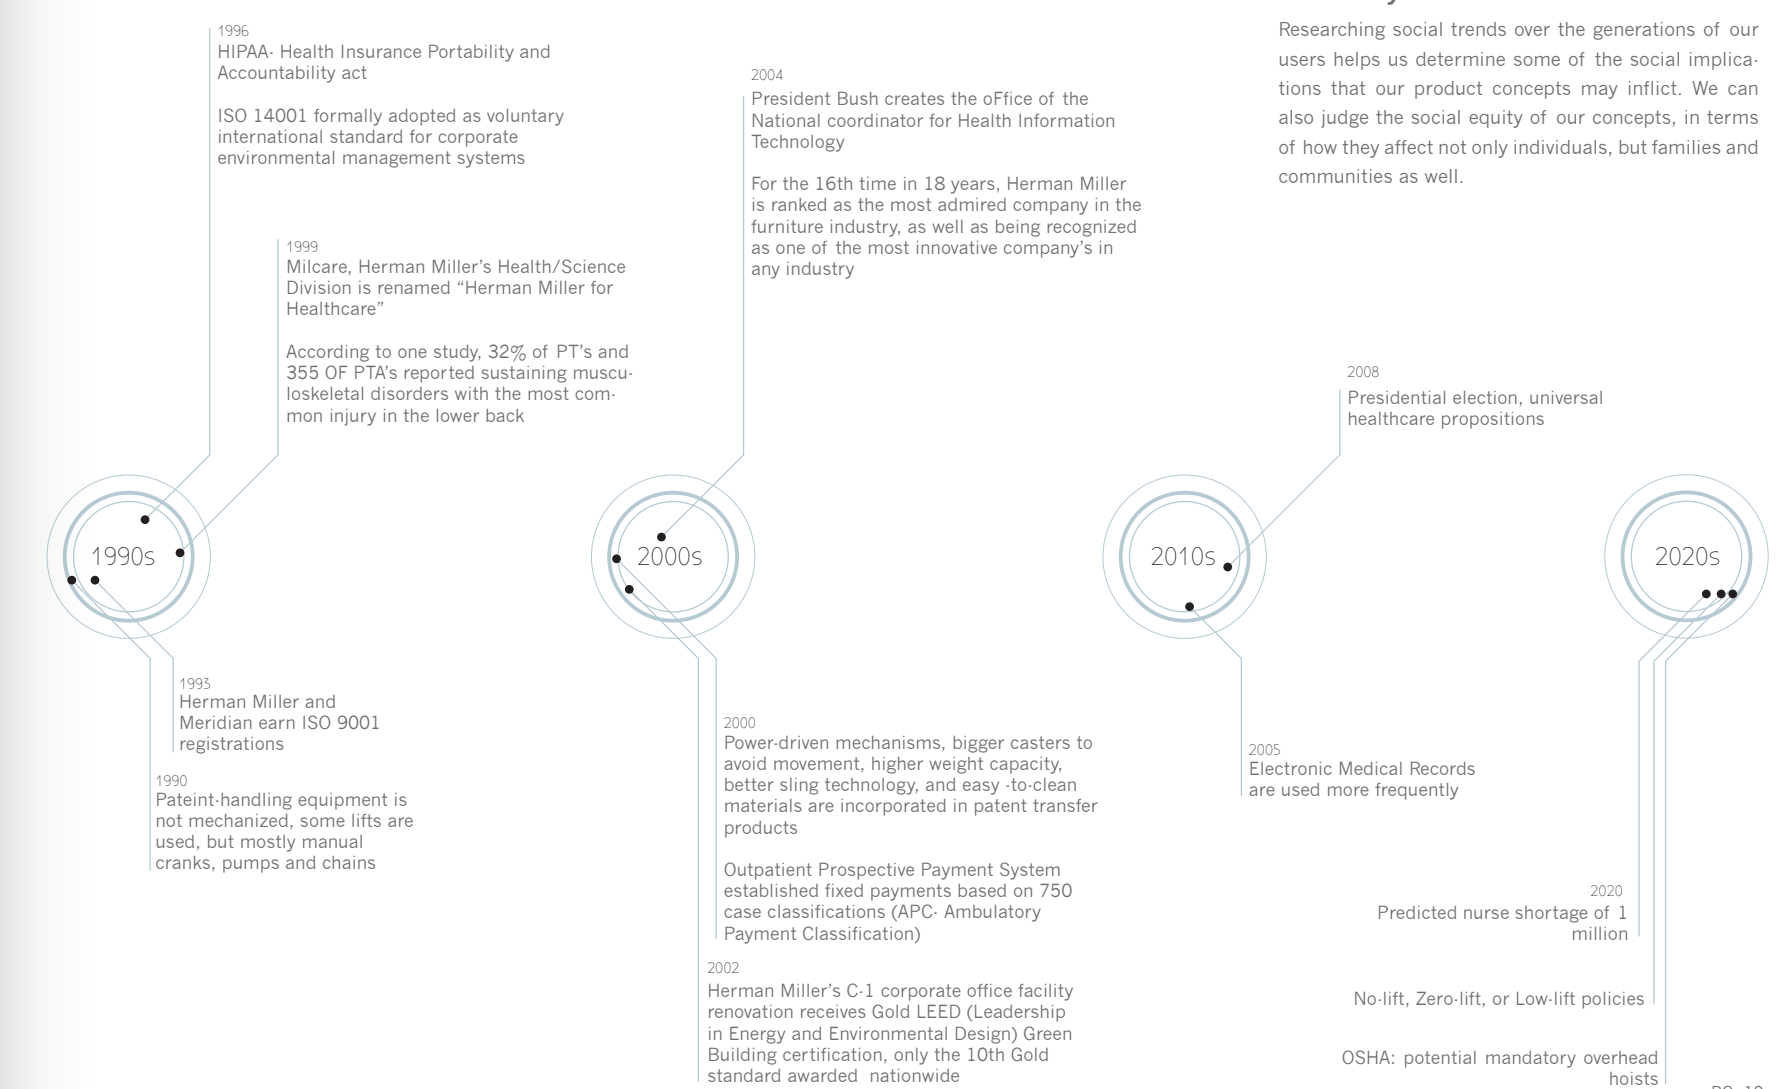 1996
HIPAA- Health Insurance Portability and
Accountability act
ISO 14001 formally adopted as voluntary
international standard for corporate
environmental management systems
1999
Milcare, Herman Miller's Health/Science
Division is renamed “Herman Miller for
Healthcare”
According to one study, 32% of PT's and
355 OF PTA's reported sustaining muscu-
loskeletal disorders with the most com-
mon injury in the lower back
2004
President Bush creates the oFfice of the
National coordinator for Health Information
Technology
For the 16th time in 18 years, Herman Miller
is ranked as the most admired company in the
furniture industry, as well as being recognized
as one of the most innovative company's in
any industry
Researching social trends over the generations of our
users helps us determine some of the social implica-
tions that our product concepts may inflict. We can
also judge the social equity of our concepts, in terms
of how they affect not only individuals, but families and
communities as well.
2008
Presidential election, universal
healthcare propositions
1990s
2000s
2010s
2020s
1993
Herman Miller and
Meridian earn ISO 9001
registrations
1990
Pateint-handling equipment is
not mechanized, some lifts are
used, but mostly manual
cranks, pumps and chains
2000
Power-driven mechanisms, bigger casters to
avoid movement, higher weight capacity,
better sling technology, and easy -to-clean
materials are incorporated in patent transfer
products
Outpatient Prospective Payment System
established fixed payments based on 750
case classifications (APC- Ambulatory
Payment Classification)
2002
Herman Miller's C-1 corporate office facility
renovation receives Gold LEED (Leadership
in Energy and Environmental Design) Green
Building certification, only the 10th Gold
standard awarded nationwide
2005
Electronic Medical Records
are used more frequently
2020
Predicted nurse shortage of 1
million
No-lift, Zero-lift, or Low-lift policies
OSHA: potential mandatory overhead
hoists